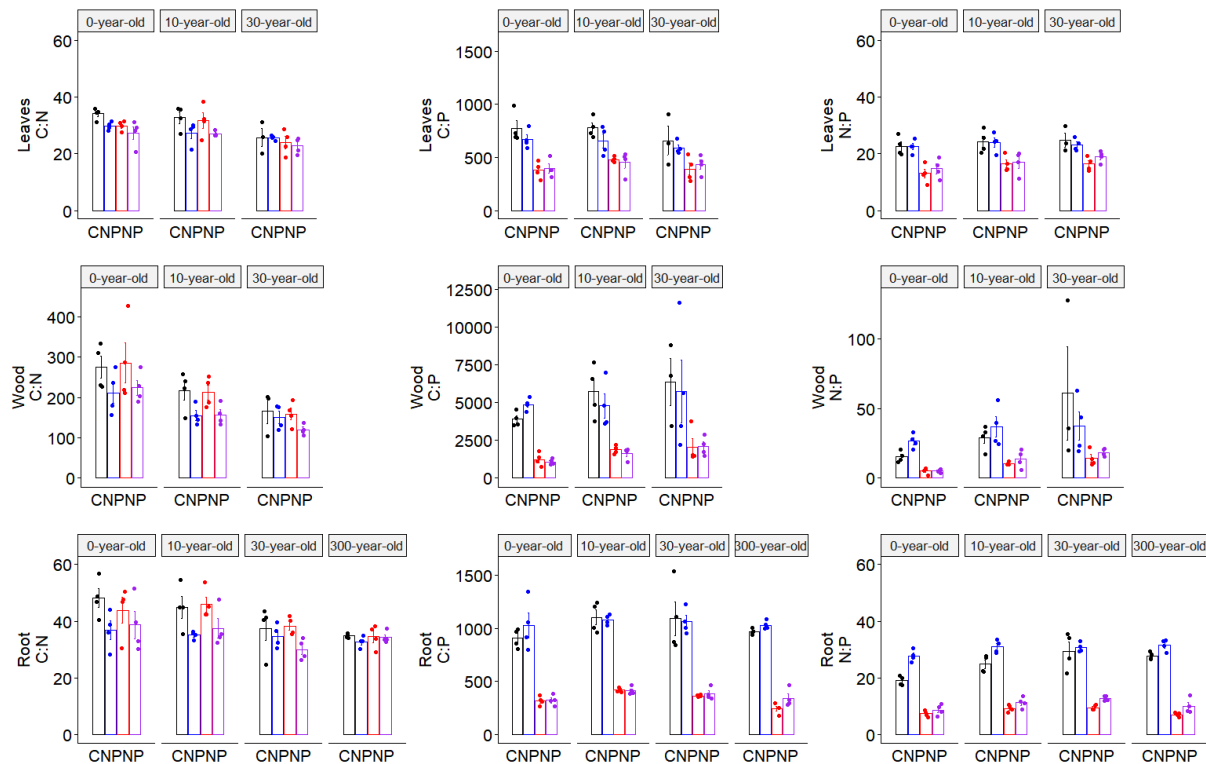 0-year-old 10-year-old 30-year-old
60
40
20
0
Leaves
C:N
CNPNP CNPNP CNPNP
0-year-old 10-year-old 30-year-old
1500
1000
500
0
Leaves
C:P
CNPNP CNPNP CNPNP
0-year-old 10-year-old 30-year-old
60
40
20
0
Leaves
N:P
CNPNP CNPNP CNPNP
0-year-old 10-year-old 30-year-old
400
300
200
100
0
Wood
C:N
CNPNP CNPNP CNPNP
0-year-old 10-year-old 30-year-old
12500
10000
7500
5000
2500
0
Wood
C:P
CNPNP CNPNP CNPNP
0-year-old 10-year-old 30-year-old
100
50
0
Wood
N:P
CNPNP CNPNP CNPNP
0-year-old 10-year-old 30-year-old 300-year-old
60
40
20
0
Root
C:N
CNPNP CNPNP CNPNP CNPNP
0-year-old 10-year-old 30-year-old 300-year-old
1500
1000
500
0
Root
C:P
CNPNP CNPNP CNPNP CNPNP
0-year-old 10-year-old 30-year-old 300-year-old
60
40
20
0
Root
N:P
CNPNP CNPNP CNPNP CNPNP